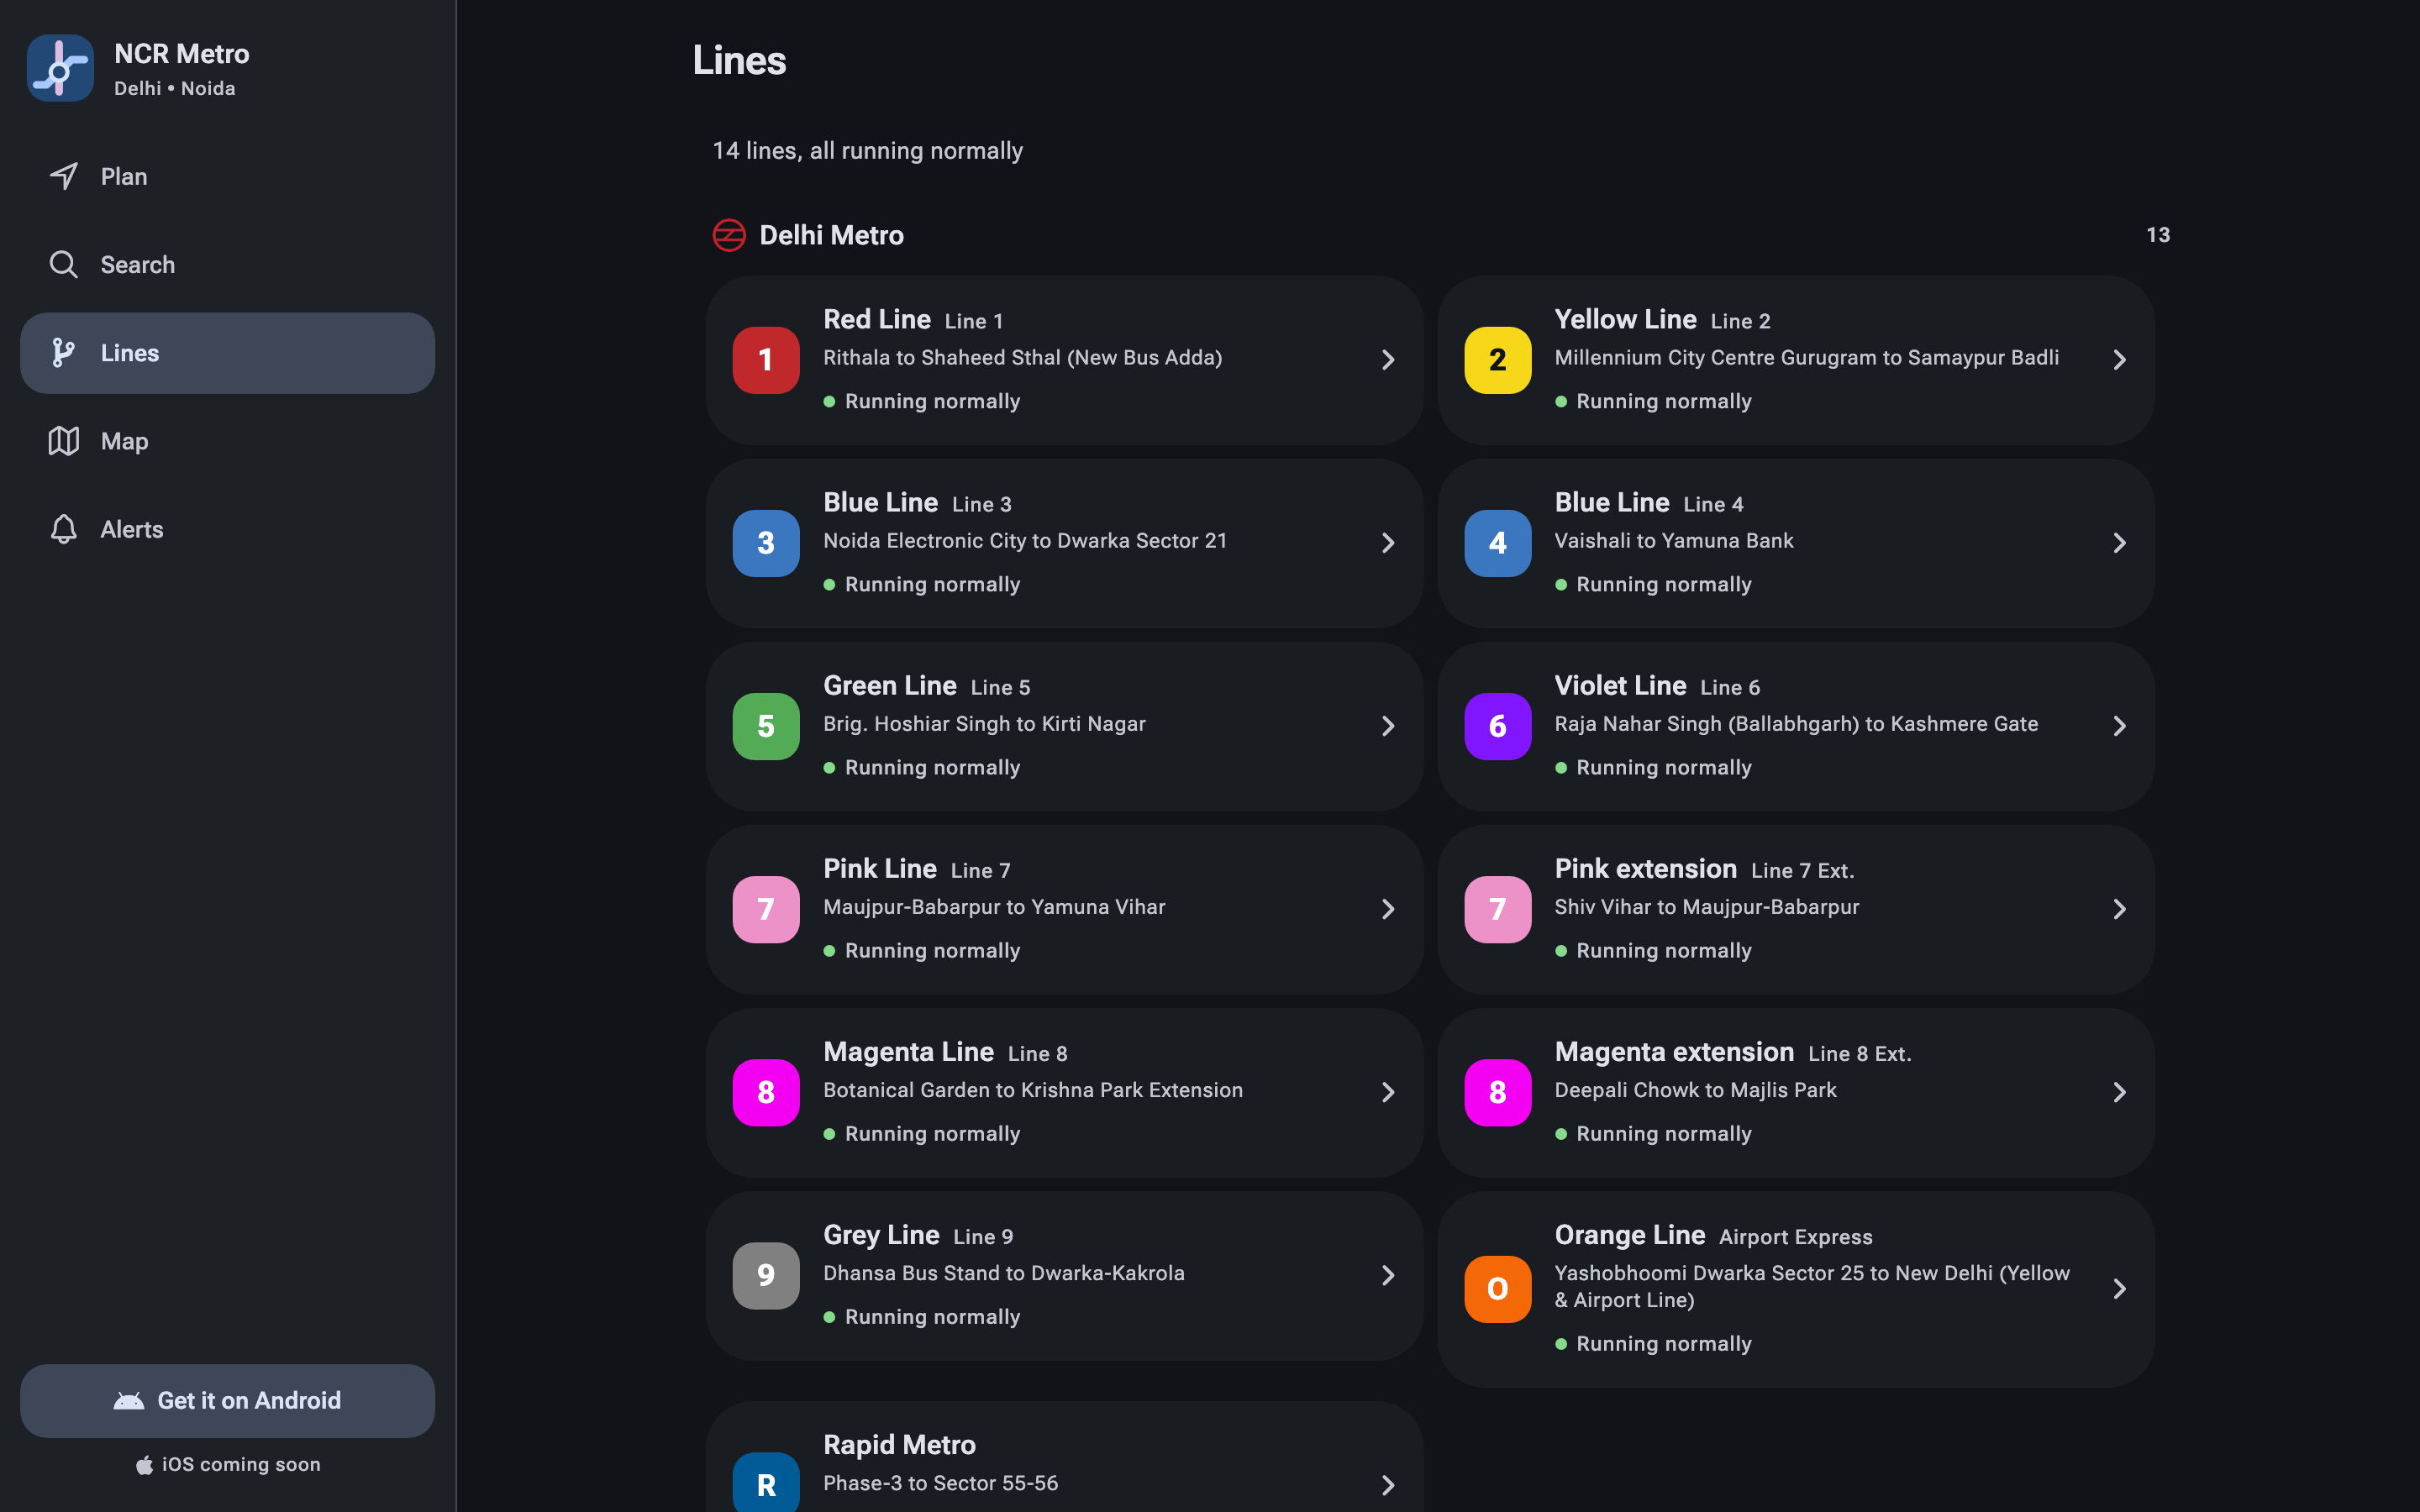 NCR Metro
Delhi • Noida
Plan
Search
Lines
Map
Alerts
Get it on Android
iOS coming soon
Lines
14 lines, all running normally
Delhi Metro 13
1
Red Line Line 1
Rithala to Shaheed Sthal (New Bus Adda)
Running normally
2
Yellow Line Line 2
Millennium City Centre Gurugram to Samaypur Badli
Running normally
3
Blue Line Line 3
Noida Electronic City to Dwarka Sector 21
Running normally
4
Blue Line Line 4
Vaishali to Yamuna Bank
Running normally
5
Green Line Line 5
Brig. Hoshiar Singh to Kirti Nagar
Running normally
6
Violet Line Line 6
Raja Nahar Singh (Ballabhgarh) to Kashmere Gate
Running normally
7
Pink Line Line 7
Maujpur-Babarpur to Yamuna Vihar
Running normally
7
Pink extension Line 7 Ext.
Shiv Vihar to Maujpur-Babarpur
Running normally
8
Magenta Line Line 8
Botanical Garden to Krishna Park Extension
Running normally
8
Magenta extension Line 8 Ext.
Deepali Chowk to Majlis Park
Running normally
9
Grey Line Line 9
Dhansa Bus Stand to Dwarka-Kakrola
Running normally
O
Orange Line Airport Express
Yashobhoomi Dwarka Sector 25 to New Delhi (Yellow
& Airport Line)
Running normally
R
Rapid Metro
Phase-3 to Sector 55-56